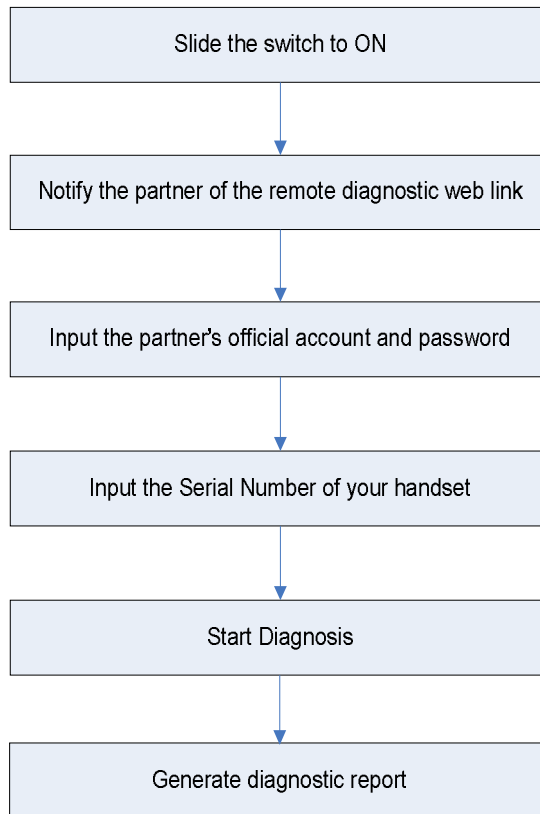 Slide the switch to ON
Notify the partner of the remote diagnostic web link
Input the partner's official account and password
Input the Serial Number of your handset
Start Diagnosis
Generate diagnostic report